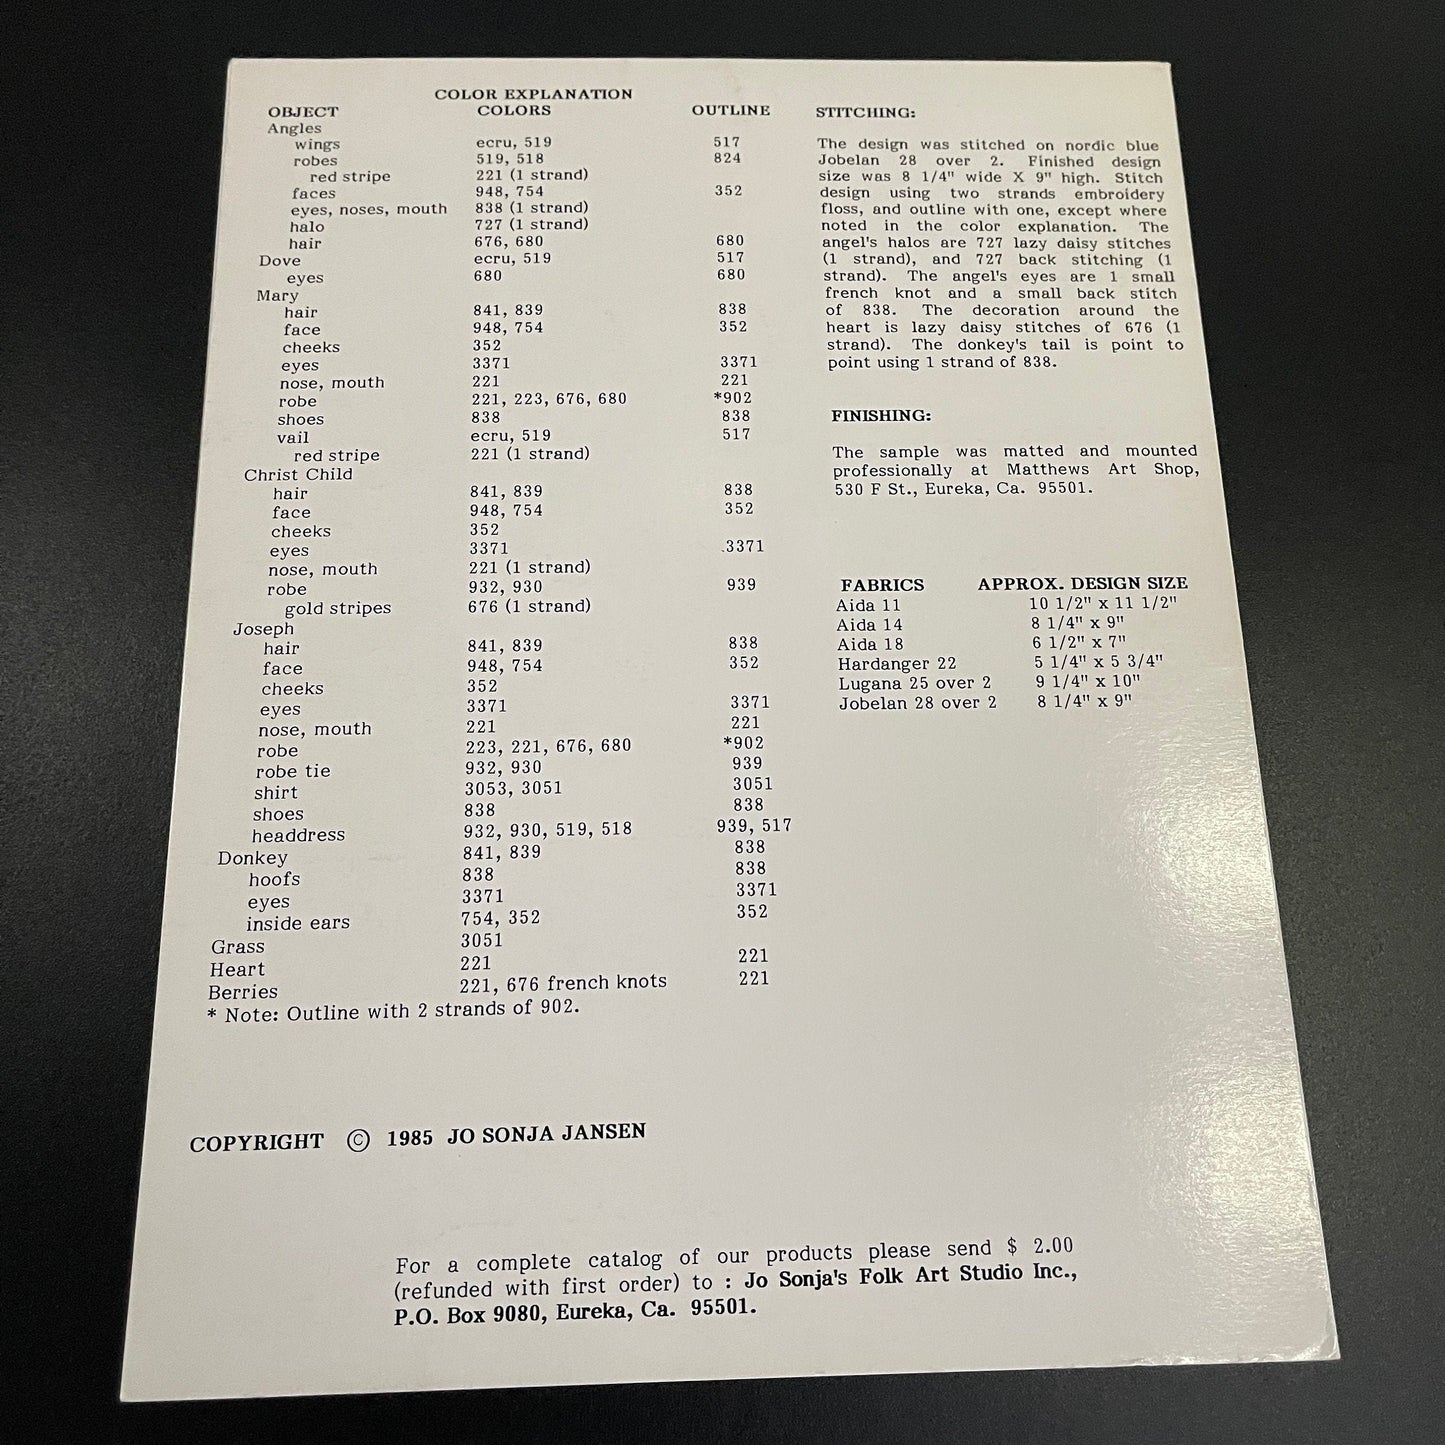 COLOR EXPLANATION
OBJECT COLORS OUTLINE
Angles
wings ecru, 519 517
robes 519, 518 824
red stripe 221 (1 strand)
faces 948, 754 352
eyes, noses, mouth 838 (1 strand)
halo 727 (1 strand)
hair 676, 680 680
Dove ecru, 519 517
eyes 680 680
Mary
hair 841, 839 838
face 948, 754 352
cheeks 352
eyes 3371 3371
nose, mouth 221 221
robe 221, 223, 676, 680 *902
shoes 838 838
vail ecru, 519 517
red stripe 221 (1 strand)
Christ Child
hair 841, 839 838
face 948, 754 352
cheeks 352
eyes 3371 3371
nose, mouth 221 (1 strand)
robe 932, 930 939
gold stripes 676 (1 strand)
Joseph
hair 841, 839 838
face 948, 754 352
cheeks 352
eyes 3371 3371
nose, mouth 221 221
robe 223, 221, 676, 680 *902
robe tie 932, 930 939
shirt 3053, 3051 3051
shoes 838 838
headdress 932, 930, 519, 518 939, 517
Donkey 841, 839 838
hoofs 838 838
eyes 3371 3371
inside ears 754, 352 352
Grass 3051
Heart 221 221
Berries 221, 676 french knots 221
* Note: Outline with 2 strands of 902.
STITCHING:
The design was stitched on nordic blue
Jobelan 28 over 2. Finished design
size was 8 1/4" wide X 9" high. Stitch
design using two strands embroidery
floss, and outline with one, except where
noted in the color explanation. The
angel's halos are 727 lazy daisy stitches
(1 strand), and 727 back stitching (1
strand). The angel's eyes are 1 small
french knot and a small back stitch
of 838. The decoration around the
heart is lazy daisy stitches of 676 (1
strand). The donkey's tail is point to
point using 1 strand of 838.
FINISHING:
The sample was matted and mounted
professionally at Matthews Art Shop,
530 F St., Eureka, Ca. 95501.
FABRICS APPROX. DESIGN SIZE
Aida 11 10 1/2" x 11 1/2"
Aida 14 8 1/4" x 9"
Aida 18 6 1/2" x 7"
Hardanger 22 5 1/4" x 5 3/4"
Lugana 25 over 2 9 1/4" x 10"
Jobelan 28 over 2 8 1/4" x 9"
COPYRIGHT © 1985 JO SONJA JANSEN
For a complete catalog of our products please send $ 2.00
(refunded with first order) to : Jo Sonja's Folk Art Studio Inc.,
P.O. Box 9080, Eureka, Ca. 95501.